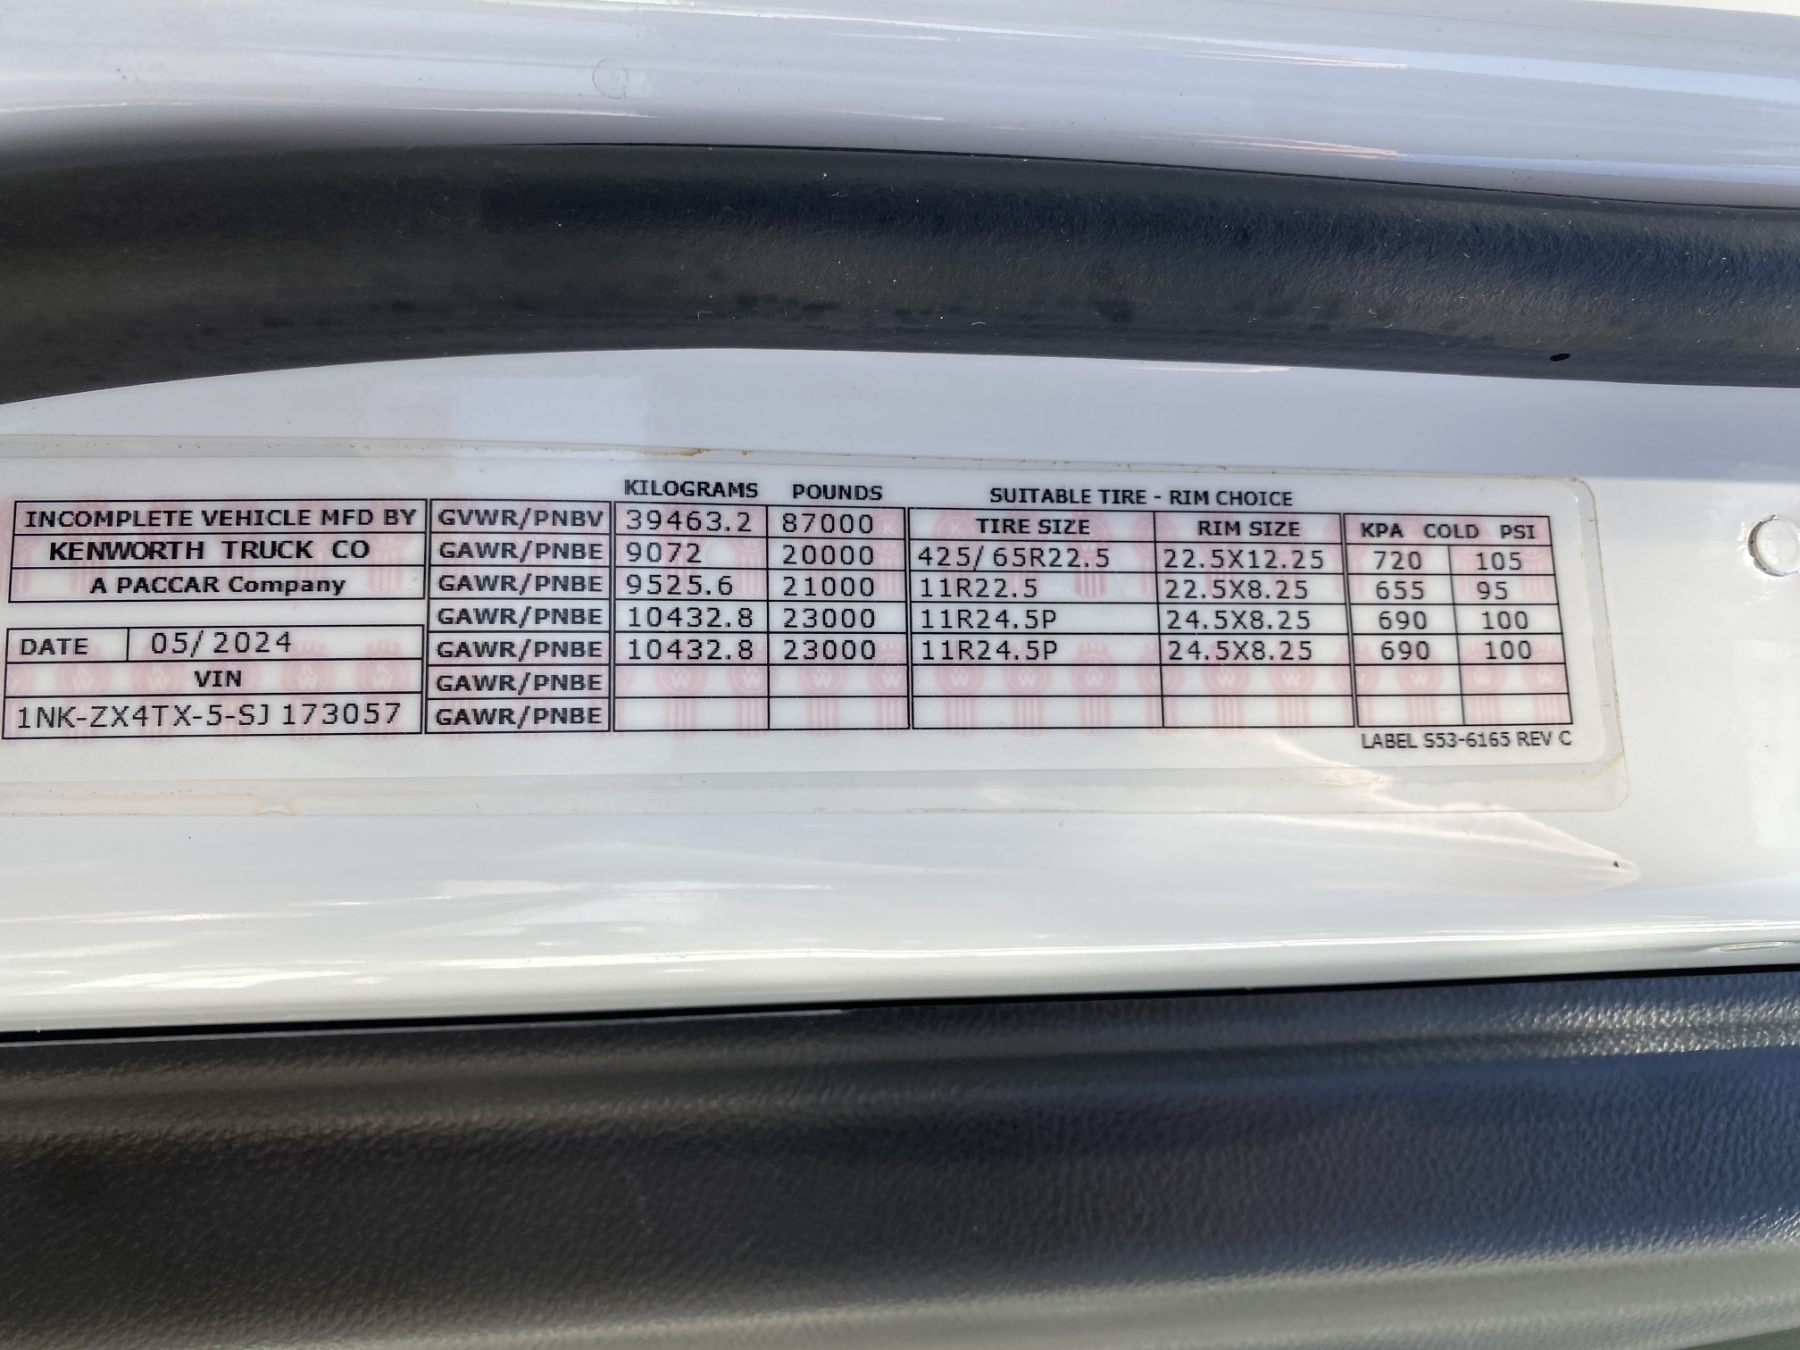 KILOGRAMS POUNDS SUITABLE TIRE - RIM CHOICE
INCOMPLETE VEHICLE MFD BY GVWR/PNBV 39463.2 87000 TIRE SIZE RIM SIZE KPA COLD PSI
KENWORTH TRUCK CO GAWR/PNBE 9072 20000 425/ 65R22.5 22.5X12.25 720 105
A PACCAR Company GAWR/PNBE 9525.6 21000 11R22.5 22.5X8.25 655 95
GAWR/PNBE 10432.8 23000 11R24.5P 24.5X8.25 690 100
DATE 05/ 2024 GAWR/PNBE 10432.8 23000 11R24.5P 24.5X8.25 690 100
VIN GAWR/PNBE
1NK-ZX4TX-5-SJ 173057 GAWR/PNBE
LABEL S53-6165 REV C